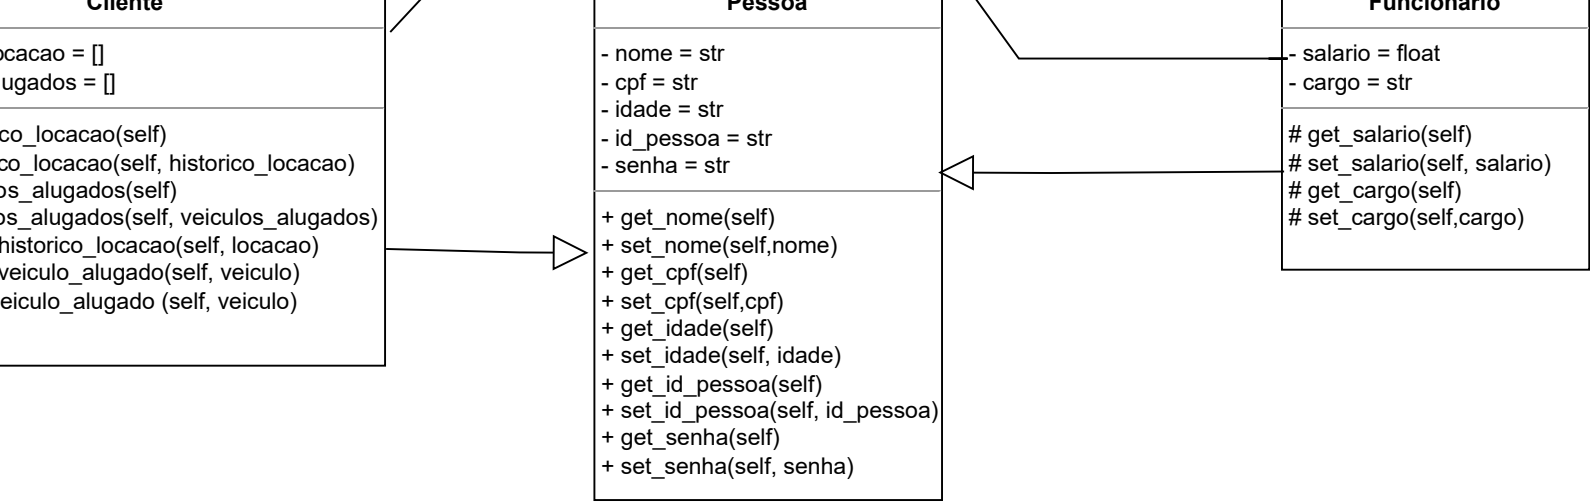 Cliente
= []
= []
co_locacao(self)
co_locacao(self, historico_locacao)
os_alugados(self)
os_alugados(self, veiculos_alugados)
historico_locacao(self, locacao)
veiculo_alugado(self, veiculo)
eiculo_alugado (self, veiculo)
Pessoa
- nome = str
- cpf = str
- idade = str
- id_pessoa = str
- senha = str
+ get_nome(self)
+ set_nome(self,nome)
+ get_cpf(self)
+ set_cpf(self,cpf)
+ get_idade(self)
+ set_idade(self, idade)
+ get_id_pessoa(self)
+ set_id_pessoa(self, id_pessoa)
+ get_senha(self)
+ set_senha(self, senha)
Funcionário
- salario = float
- cargo = str
# get_salario(self)
# set_salario(self, salario)
# get_cargo(self)
# set_cargo(self,cargo)